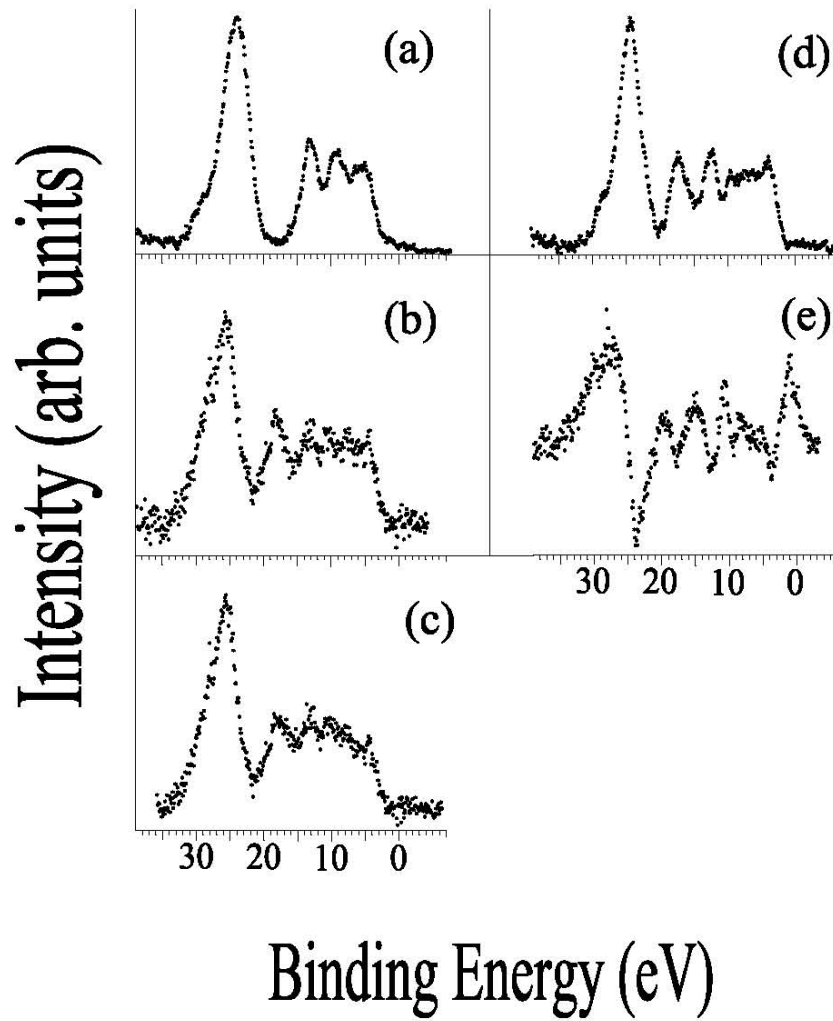 Intensity (arb. units)
(a)
(d)
(b)
(e)
30 20 10 0
(c)
30 20 10 0
Binding Energy (eV)